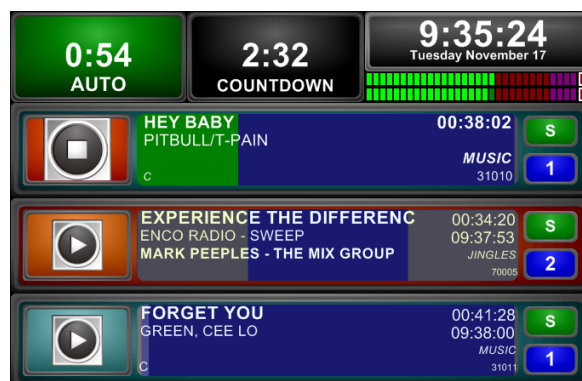 0:54
AUTO
2:32
COUNTDOWN
9:35:24
Tuesday November 17
HEY BABY
00:38:02
S
PITBULL/T-PAIN
MUSIC
C
31010
1
EXPERIENCE THE DIFFERENC
00:34:20
S
ENCO RADIO - SWEEP
09:37:53
MARK PEEPLES - THE MIX GROUP
JINGLES
2
70005
FORGET YOU
00:41:28
S
GREEN, CEE LO
09:38:00
MUSIC
1
C
31011